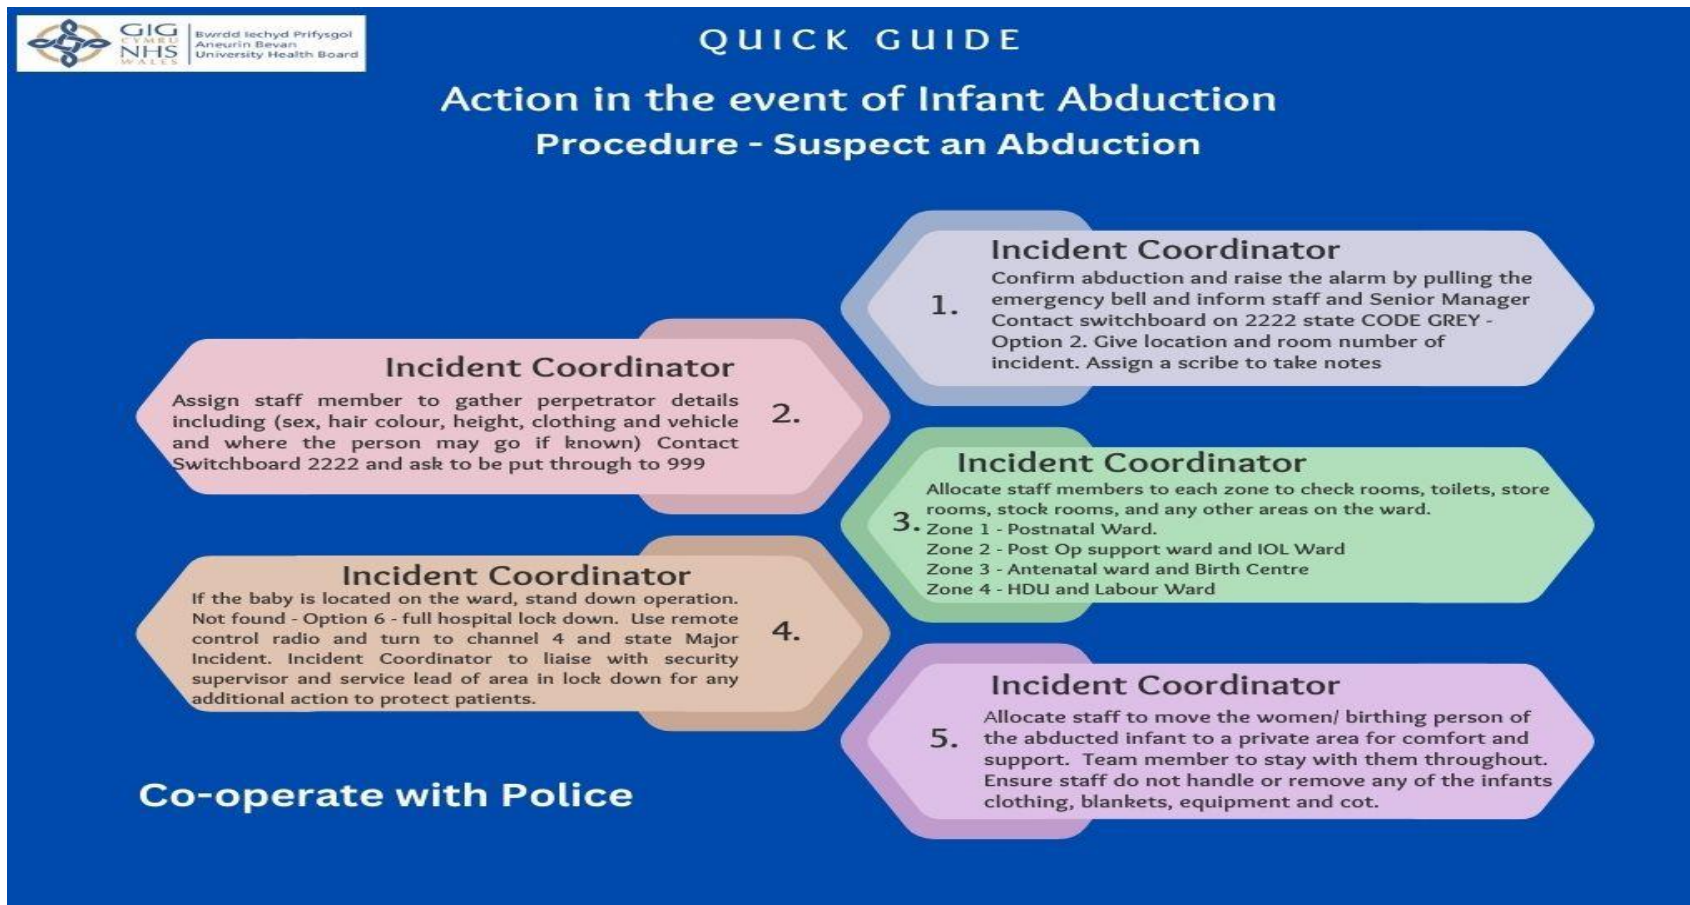 GIG
CYMRU
NHS
WALES
Bwrdd Iechyd Prifysgol
Aneurin Bevan
University Health Board
QUICK GUIDE
Action in the event of Infant Abduction
Procedure - Suspect an Abduction
Incident Coordinator
1.
Confirm abduction and raise the alarm by pulling the
emergency bell and inform staff and Senior Manager
Contact switchboard on 2222 state CODE GREY -
Option 2. Give location and room number of
incident. Assign a scribe to take notes
Incident Coordinator
2.
Assign staff member to gather perpetrator details
including (sex, hair colour, height, clothing and vehicle
and where the person may go if known) Contact
Switchboard 2222 and ask to be put through to 999
Incident Coordinator
3.
Allocate staff members to each zone to check rooms, toilets, store
rooms, stock rooms, and any other areas on the ward.
Zone 1 - Postnatal Ward.
Zone 2 - Post Op support ward and IOL Ward
Zone 3 - Antenatal ward and Birth Centre
Zone 4 - HDU and Labour Ward
Incident Coordinator
4.
If the baby is located on the ward, stand down operation.
Not found - Option 6 - full hospital lock down. Use remote
control radio and turn to channel 4 and state Major
Incident. Incident Coordinator to liaise with security
supervisor and service lead of area in lock down for any
additional action to protect patients.
Incident Coordinator
5.
Allocate staff to move the women/ birthing person of
the abducted infant to a private area for comfort and
support. Team member to stay with them throughout.
Ensure staff do not handle or remove any of the infants
clothing, blankets, equipment and cot.
Co-operate with Police